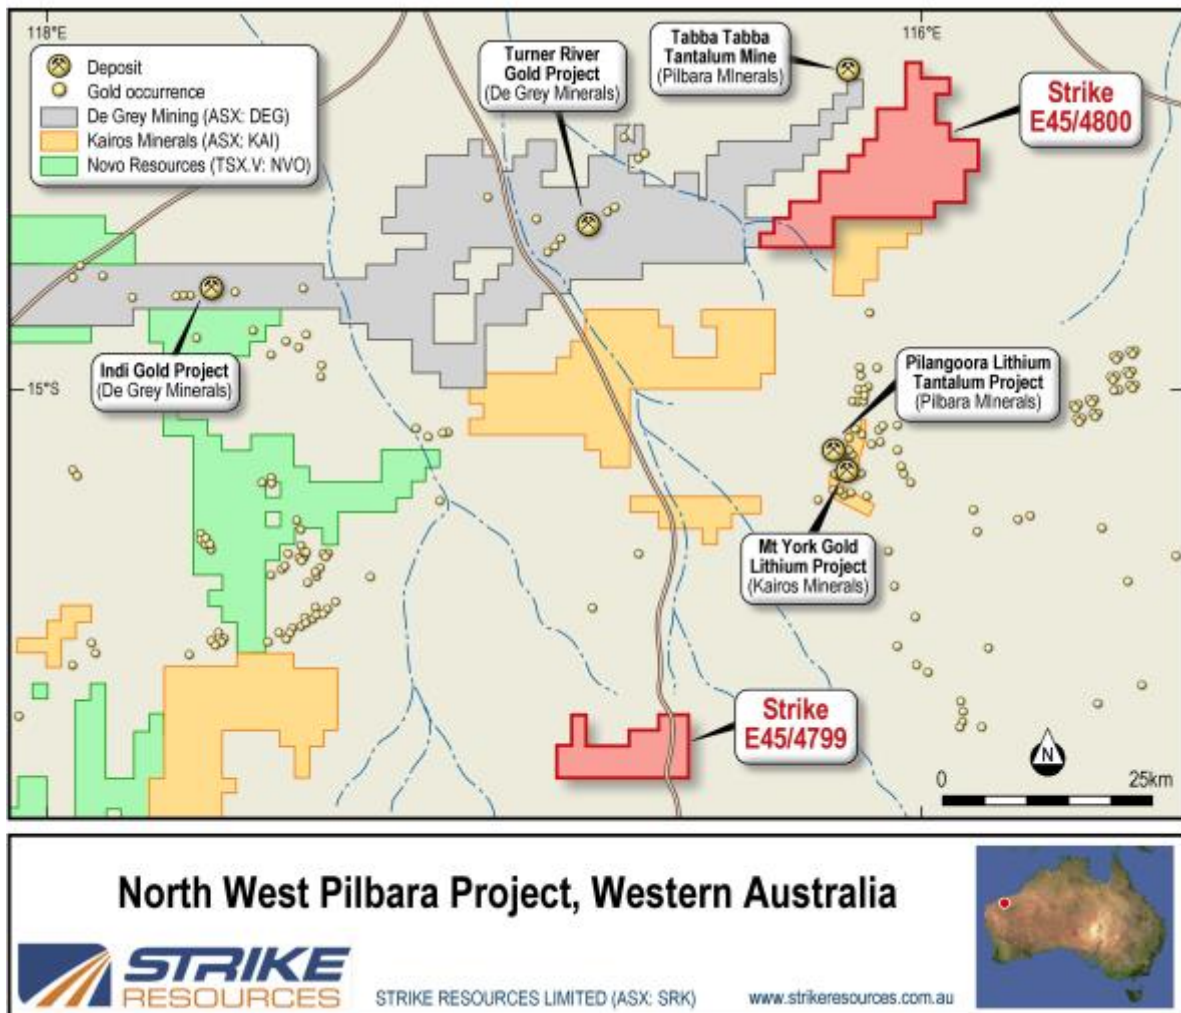 118°E
116°E
Deposit
Gold occurrence
De Grey Mining (ASX: DEG)
Kairos Minerals (ASX: KAI)
Novo Resources (TSX.V: NVO)
Turner River
Gold Project
(De Grey Minerals)
Tabba Tabba
Tantalum Mine
(Pilbara MInerals)
Strike
E45/4800
Indi Gold Project
(De Grey Minerals)
15°S
Pilangoora Lithium
Tantalum Project
(Pilbara MInerals)
Mt York Gold
Lithium Project
(Kairos Minerals)
Strike
E45/4799
N
0 25km
North West Pilbara Project, Western Australia
STRIKE
RESOURCES
STRIKE RESOURCES LIMITED (ASX: SRK) www.strikeresources.com.au